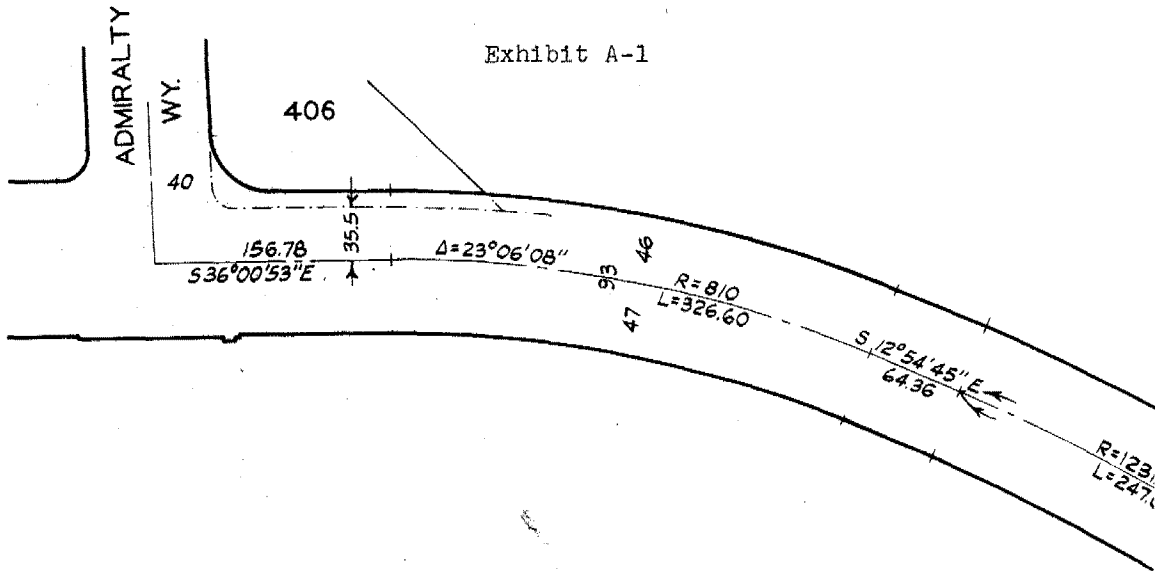 Exhibit A-1
ADMIRALTY
WY.
406
40
35.5
156.78
S36°00'53"E
Δ=23°06'08"
46
93
47
R=810
L=326.60
S 12°54'45" E
64.36